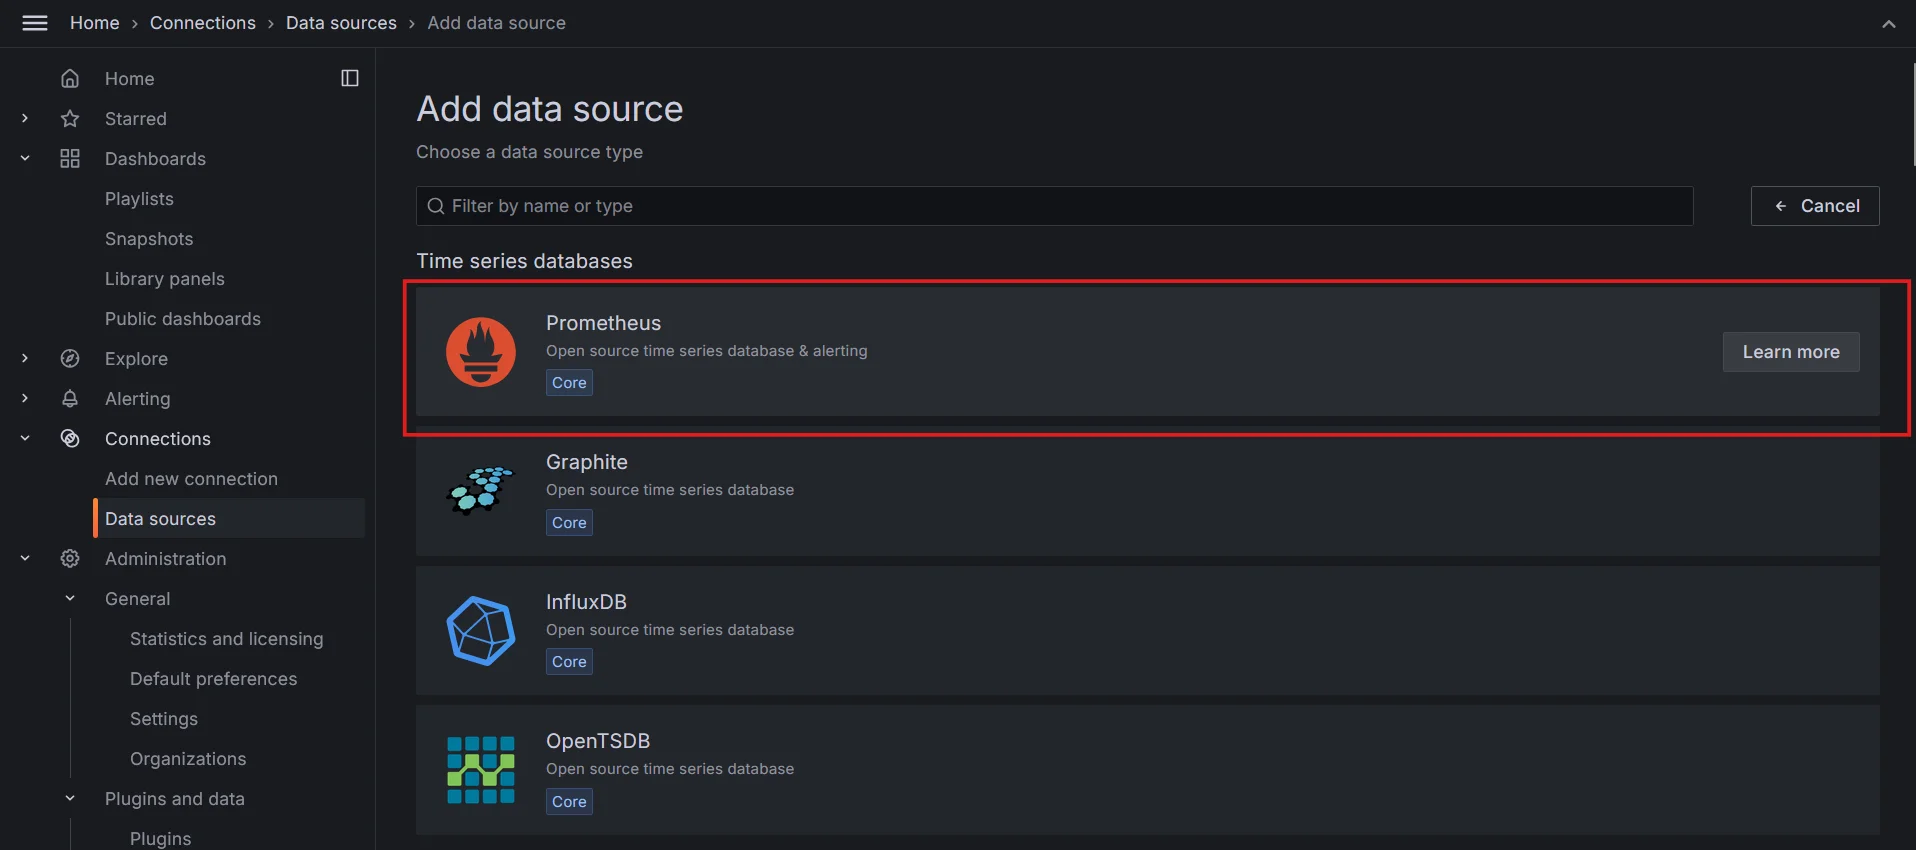 Home › Connections › Data sources › Add data source
Home
Starred
Dashboards
Playlists
Snapshots
Library panels
Public dashboards
Explore
Alerting
Connections
Add new connection
Data sources
Administration
General
Statistics and licensing
Default preferences
Settings
Organizations
Plugins and data
Plugins
Add data source
Choose a data source type
Filter by name or type
Cancel
Time series databases
Prometheus
Open source time series database & alerting
Core
Learn more
Graphite
Open source time series database
Core
InfluxDB
Open source time series database
Core
OpenTSDB
Open source time series database
Core